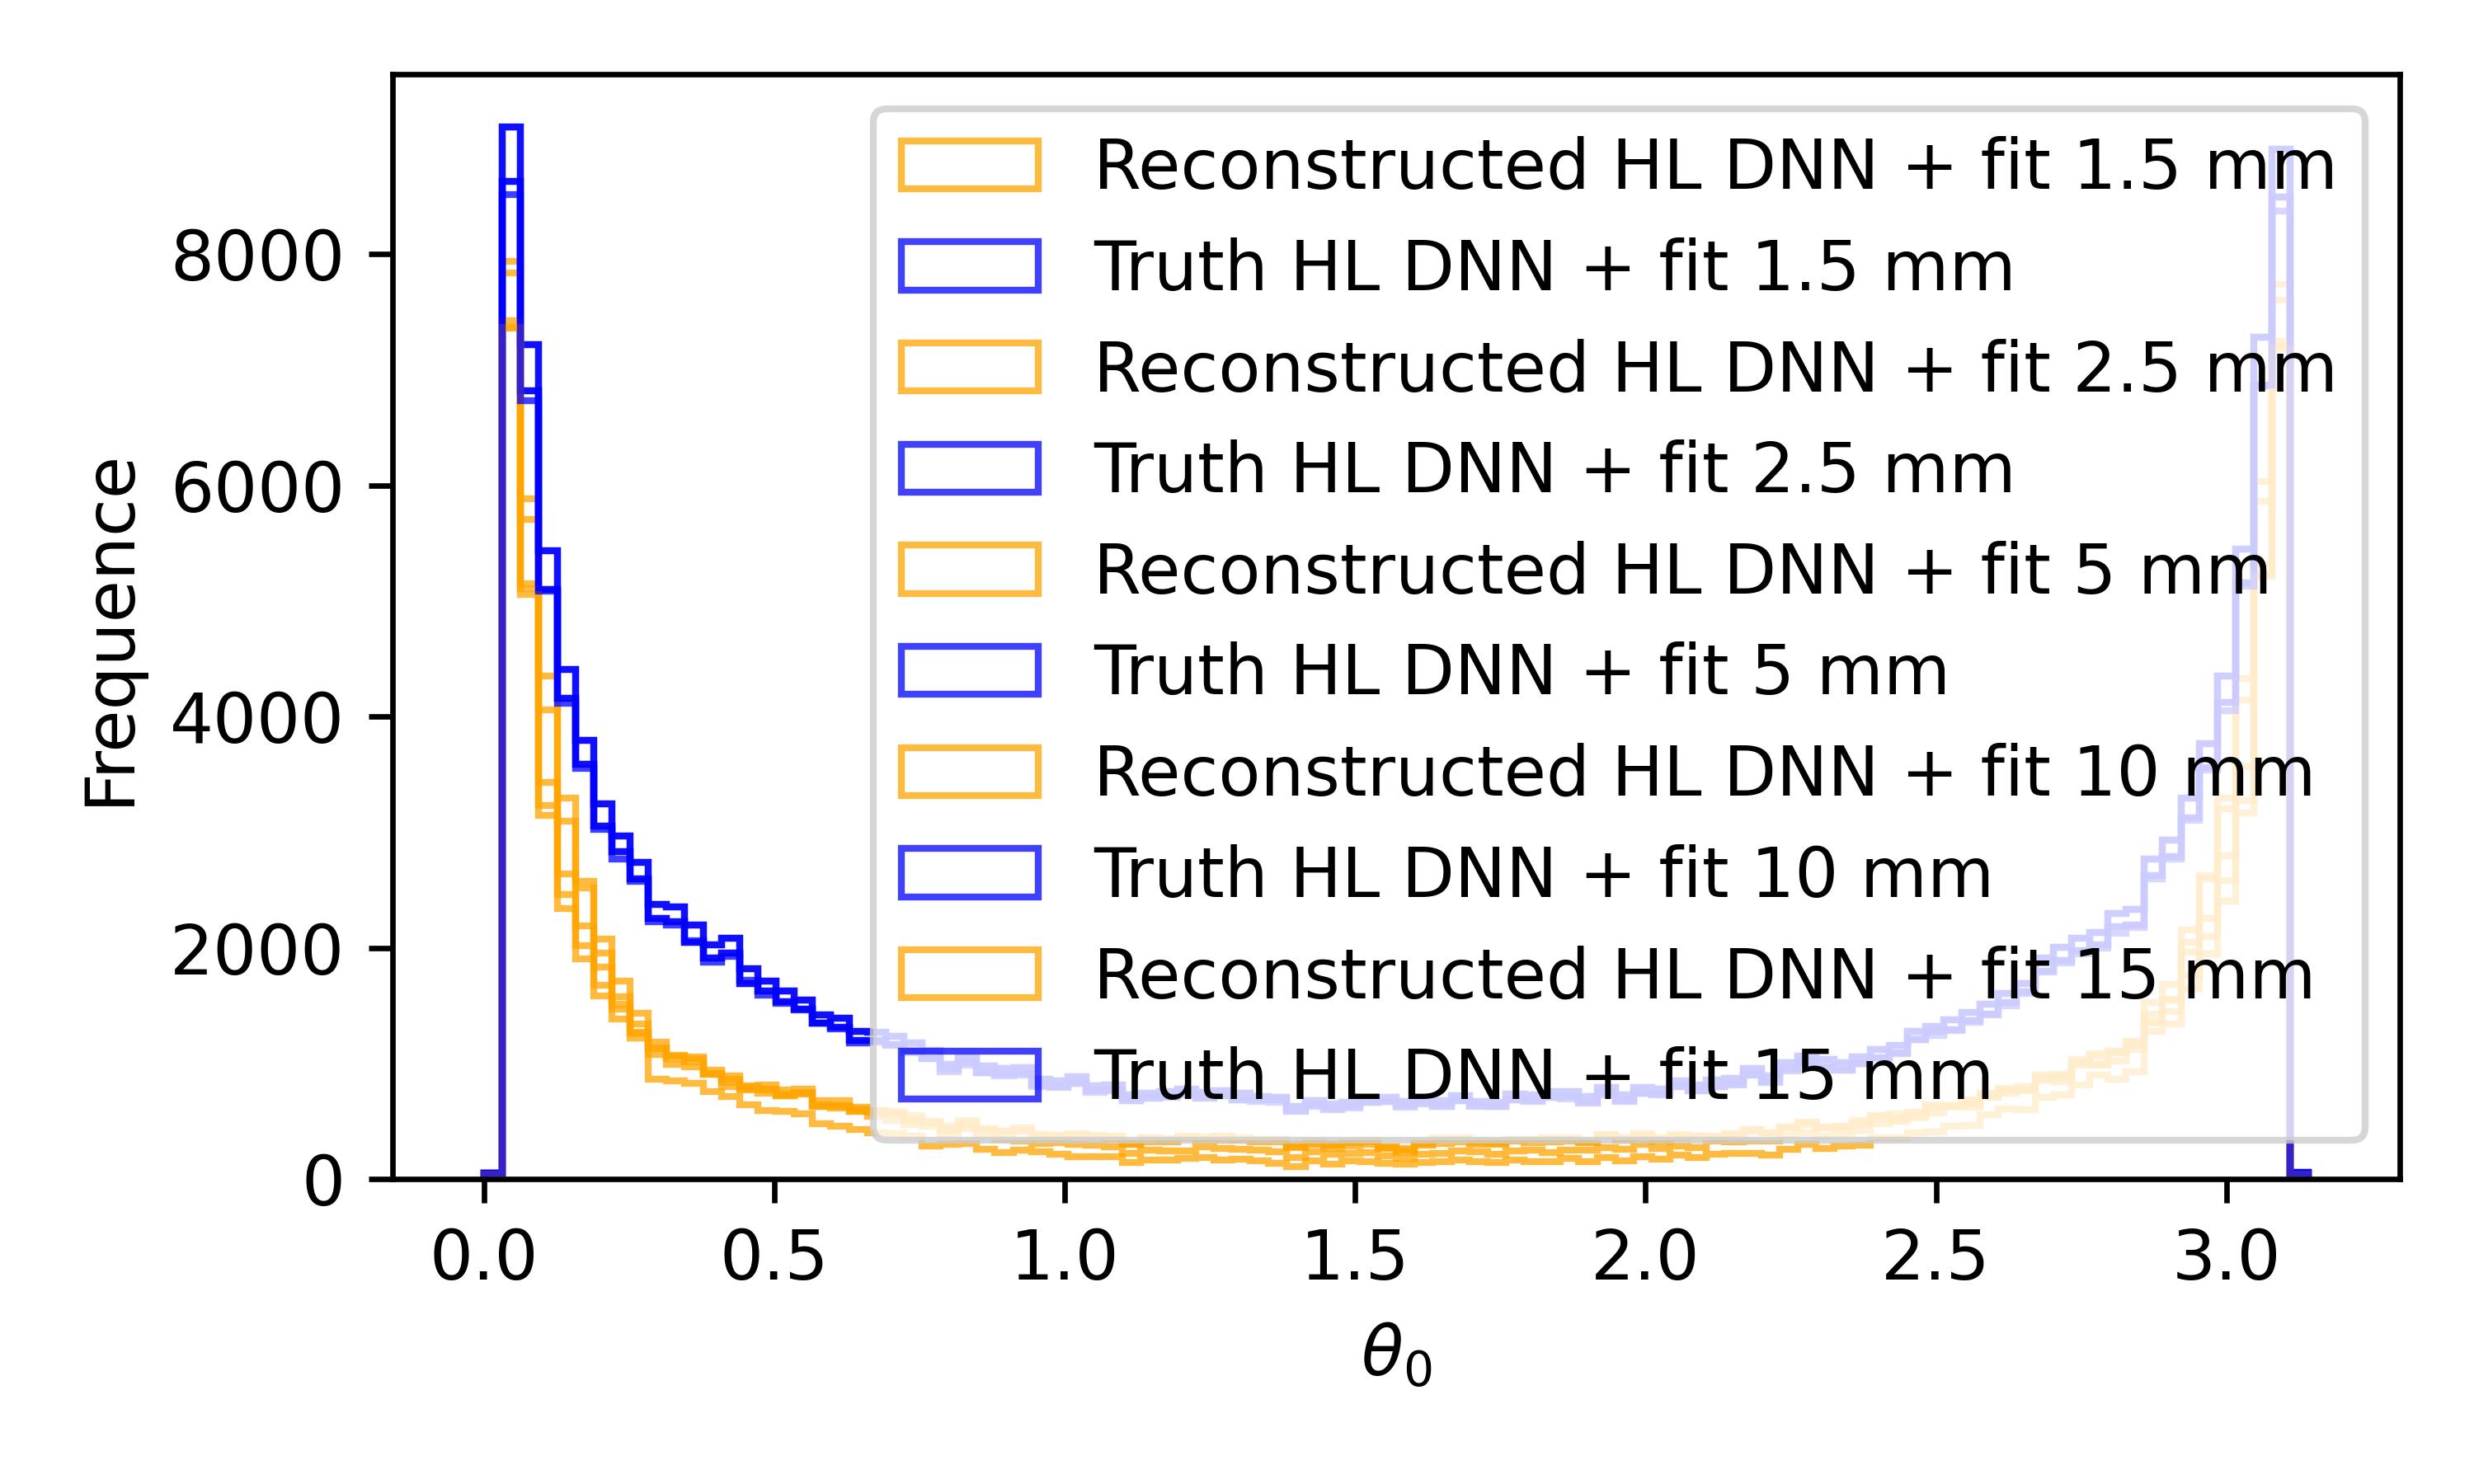 Reconstructed HL DNN + fit 1.5 mm
Truth HL DNN + fit 1.5 mm
Reconstructed HL DNN + fit 2.5 mm
Truth HL DNN + fit 2.5 mm
Reconstructed HL DNN + fit 5 mm
Truth HL DNN + fit 5 mm
Reconstructed HL DNN + fit 10 mm
Truth HL DNN + fit 10 mm
Reconstructed HL DNN + fit 15 mm
Truth HL DNN + fit 15 mm
Frequence
8000
6000
4000
2000
0
0.0 0.5 1.0 1.5 2.0 2.5 3.0
θ₀